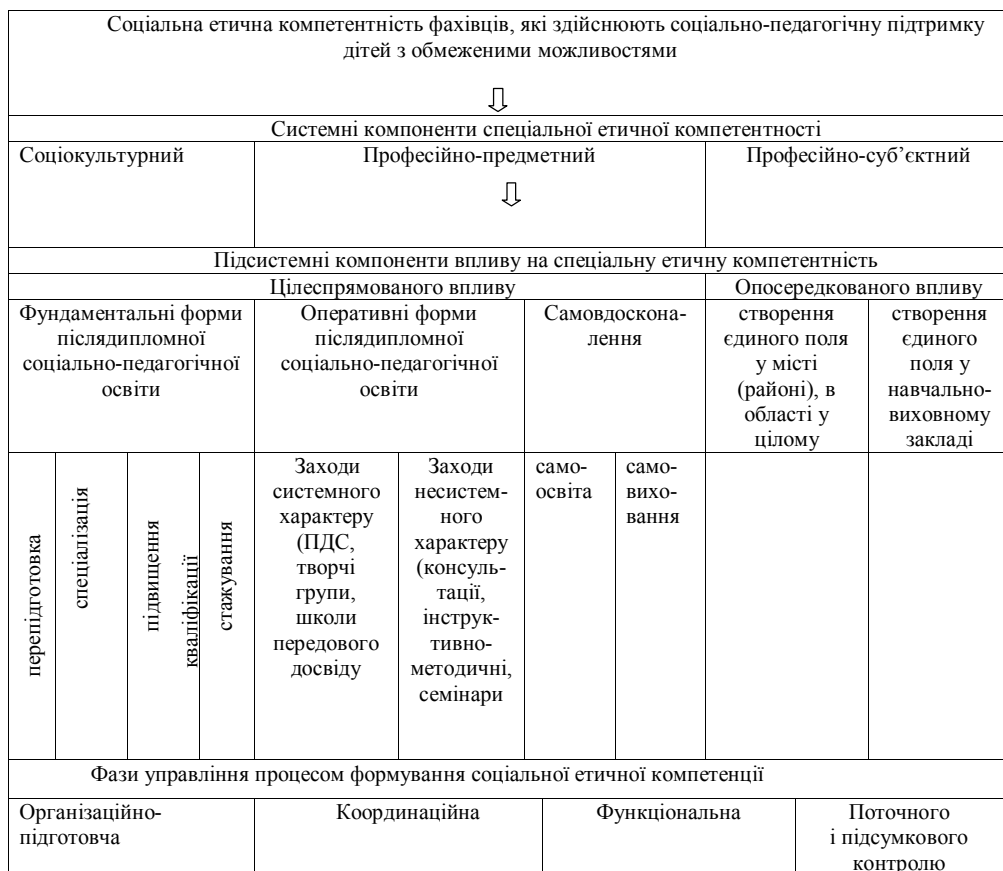 Соціальна етична компетентність фахівців, які здійснюють соціально-педагогічну підтримку
дітей з обмеженими можливостями
Системні компоненти спеціальної етичної компетентності
Соціокультурний
Професійно-предметний
Професійно-суб’єктний
Підсистемні компоненти впливу на спеціальну етичну компетентність
Цілеспрямованого впливу
Опосередкованого впливу
Фундаментальні форми
післядипломної
соціально-педагогічної
освіти
Оперативні форми
післядипломної
соціально-педагогічної
освіти
Самовдоскона-
лення
створення
єдиного поля
у місті
(районі), в
області у
цілому
створення
єдиного
поля у
навчально-
виховному
закладі
перепідготовка
спеціалізація
підвищення
кваліфікації
стажування
Заходи
системного
характеру
(ПДС,
творчі
групи,
школи
передового
досвіду
Заходи
несистем-
ного
характеру
(консуль-
тації,
інструк-
тивно-
методичні,
семінари
само-
освіта
само-
вихо-
вання
Фази управління процесом формування соціальної етичної компетенції
Організаційно-
підготовча
Координаційна
Функціональна
Поточного
і підсумкового
контролю